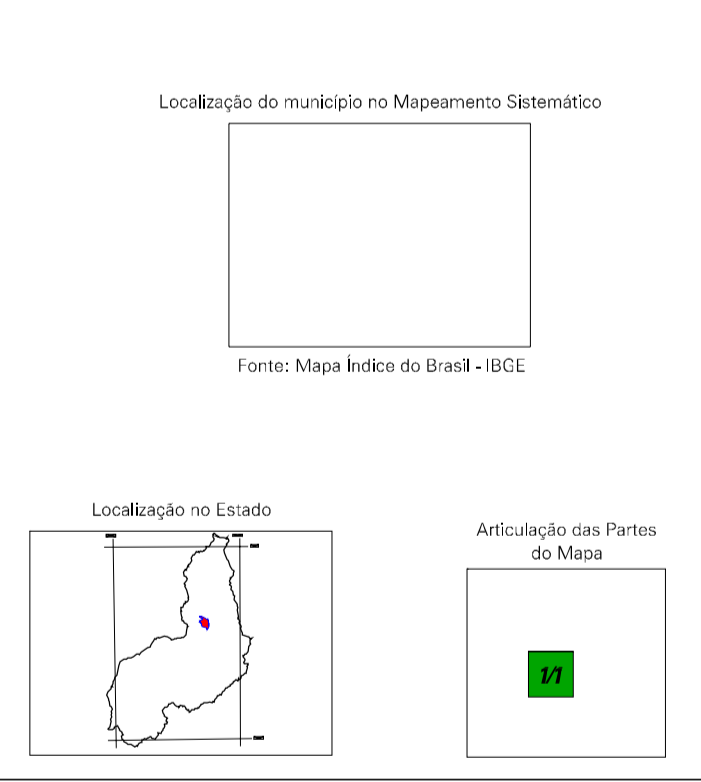 Localização do município no Mapeamento Sistemático
Fonte: Mapa Índice do Brasil - IBGE
Localização no Estado
Articulação das Partes
do Mapa
1/1